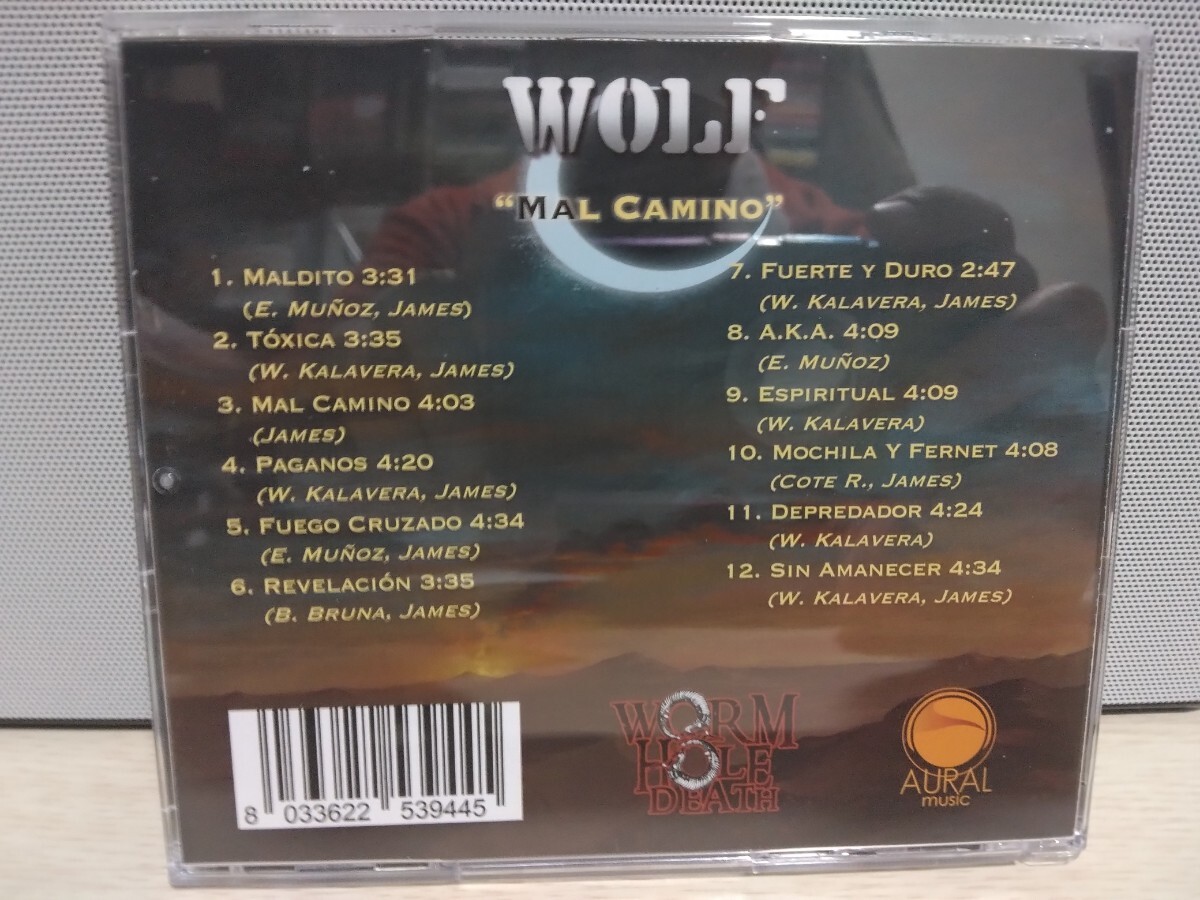 WOLF
“MAL CAMINO”
1. MALDITO 3:31
(E. MUÑOZ, JAMES)
2. TÓXICA 3:35
(W. KALAVERA, JAMES)
3. MAL CAMINO 4:03
(JAMES)
4. PAGANOS 4:20
(W. KALAVERA, JAMES)
5. FUEGO CRUZADO 4:34
(E. MUÑOZ, JAMES)
6. REVELACIÓN 3:35
(B. BRUNA, JAMES)
7. FUERTE Y DURO 2:47
(W. KALAVERA, JAMES)
8. A.K.A. 4:09
(E. MUÑOZ)
9. ESPIRITUAL 4:09
(W. KALAVERA)
10. MOCHILA Y FERNET 4:08
(COTE R., JAMES)
11. DEPREDADOR 4:24
(W. KALAVERA)
12. SIN AMANECER 4:34
(W. KALAVERA, JAMES)
8 033622 539445
WORM
HOLE
DEATH
AURAL
music